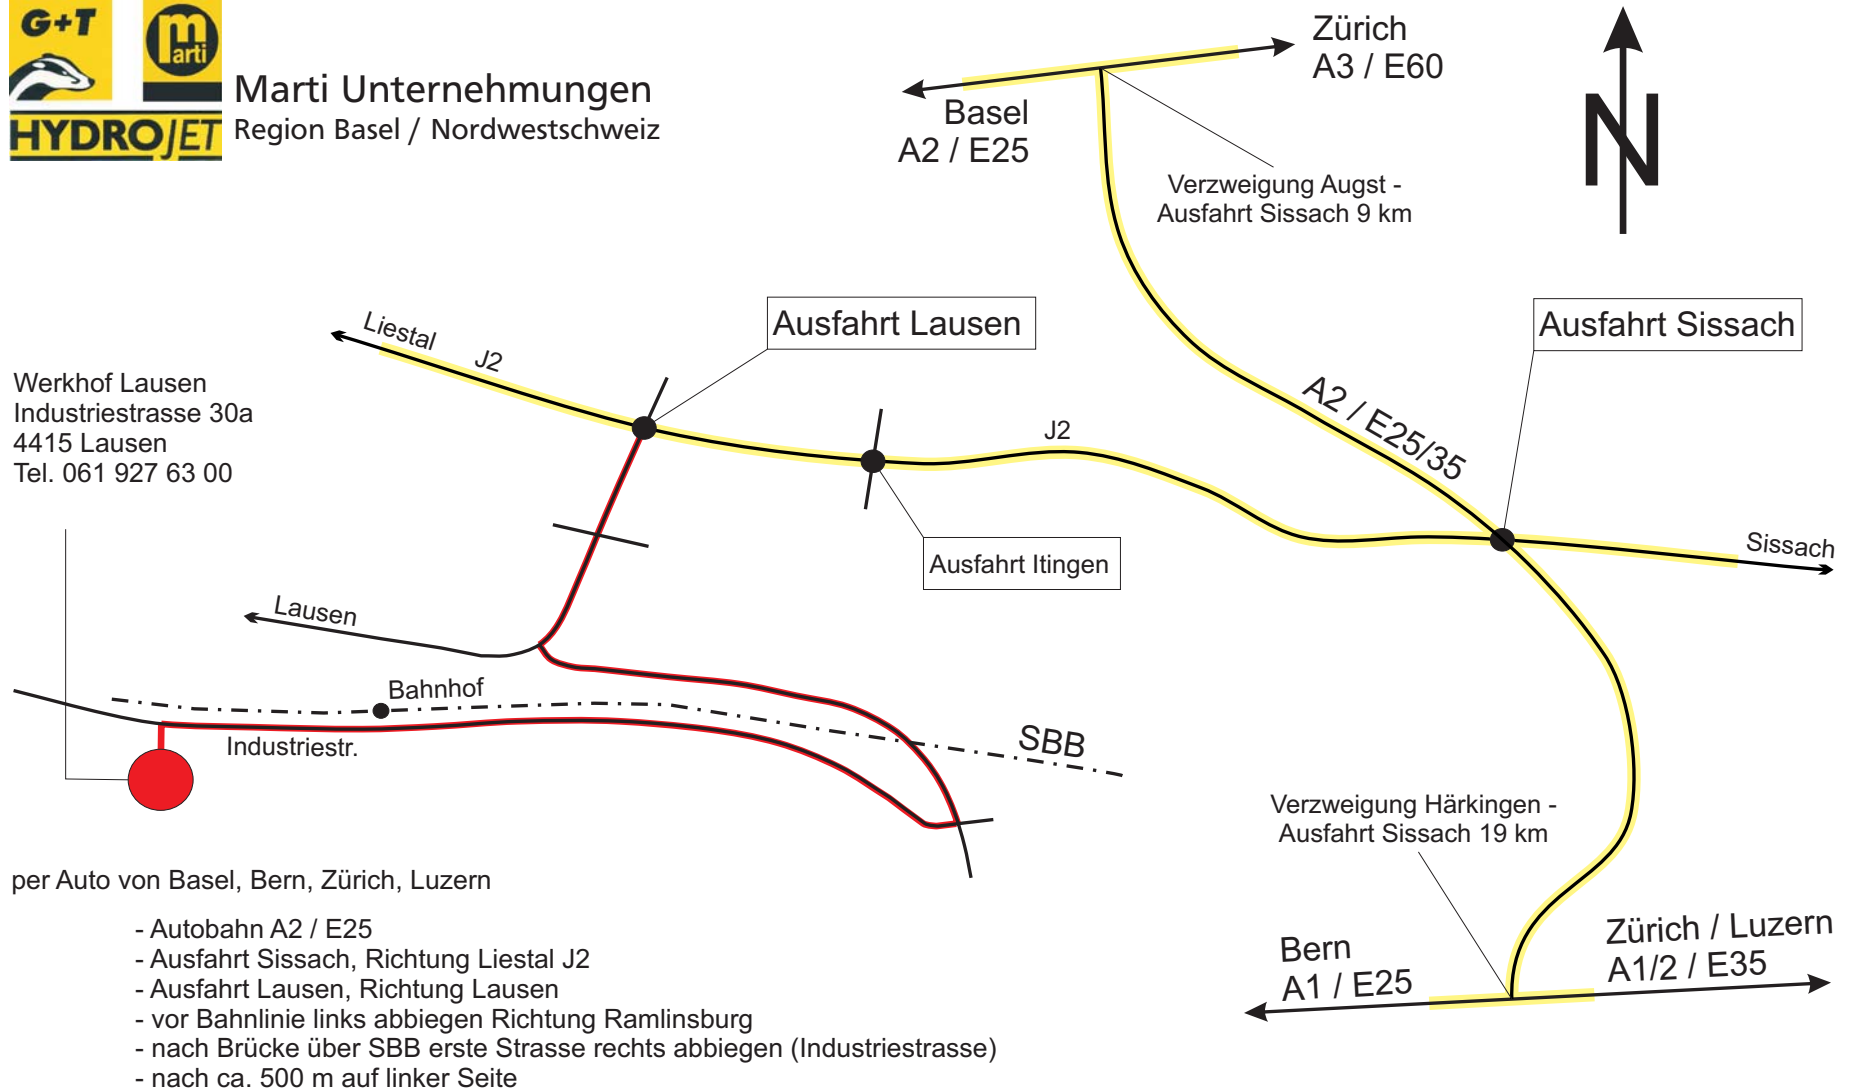 G+T
m
arti
HYDROJET
Marti Unternehmungen
Region Basel / Nordwestschweiz
Zürich
A3 / E60
Basel
A2 / E25
N
Verzweigung Augst -
Ausfahrt Sissach 9 km
Ausfahrt Lausen
Ausfahrt Sissach
Liestal
J2
Werkhof Lausen
Industriestrasse 30a
4415 Lausen
Tel. 061 927 63 00
A2 / E25/35
J2
Ausfahrt Itingen
Sissach
Lausen
Bahnhof
Industriestr.
SBB
Verzweigung Härkingen -
Ausfahrt Sissach 19 km
Bern
A1 / E25
Zürich / Luzern
A1/2 / E35
per Auto von Basel, Bern, Zürich, Luzern
- Autobahn A2 / E25
- Ausfahrt Sissach, Richtung Liestal J2
- Ausfahrt Lausen, Richtung Lausen
- vor Bahnlinie links abbiegen Richtung Ramlinsburg
- nach Brücke über SBB erste Strasse rechts abbiegen (Industriestrasse)
- nach ca. 500 m auf linker Seite